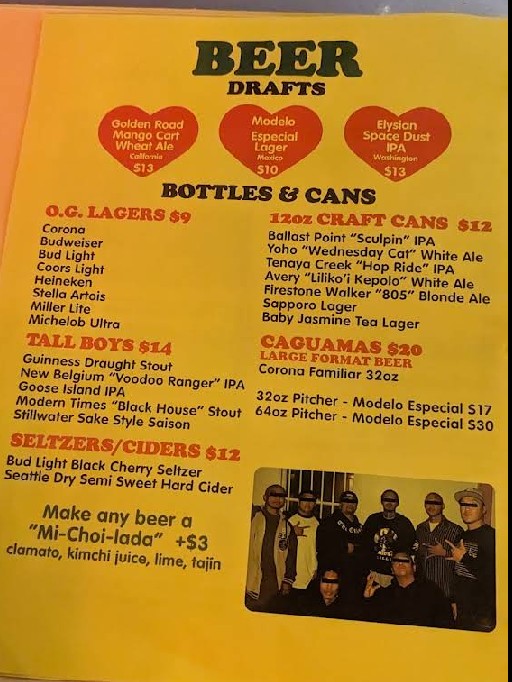 BEER
DRAFTS
Golden Road
Mango Cart
Wheat Ale
California
$13
Modelo
Especial
Lager
Mexico
$10
Elysian
Space Dust
IPA
Washington
$13
BOTTLES & CANS
O.G. LAGERS $9
Corona
Budweiser
Bud Light
Coors Light
Heineken
Stella Artois
Miller Lite
Michelob Ultra
TALL BOYS $14
Guinness Draught Stout
New Belgium "Voodoo Ranger" IPA
Goose Island IPA
Modern Times "Black House" Stout
Stillwater Sake Style Saison
SELTZERS/CIDERS $12
Bud Light Black Cherry Seltzer
Seattle Dry Semi Sweet Hard Cider
Make any beer a
"Mi-Choi-lada" +$3
clamato, kimchi juice, lime, tajin
12oz CRAFT CANS $12
Ballast Point "Sculpin" IPA
Yoho "Wednesday Cat" White Ale
Tenaya Creek "Hop Ride" IPA
Avery "Liliko'i Kepolo" White Ale
Firestone Walker "805" Blonde Ale
Sapporo Lager
Baby Jasmine Tea Lager
CAGUAMAS $20
LARGE FORMAT BEER
Corona Familiar 32oz
32oz Pitcher - Modelo Especial $17
64oz Pitcher - Modelo Especial $30